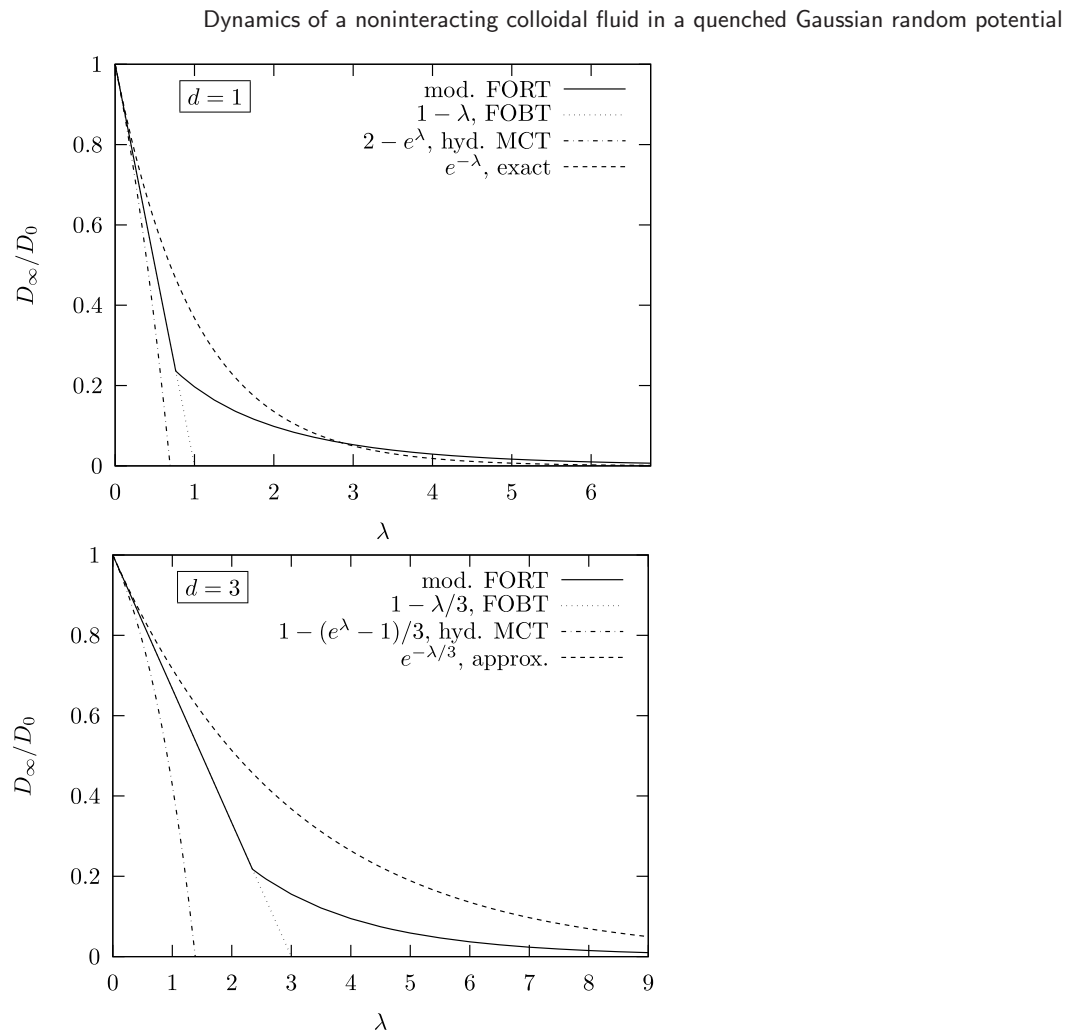 Dynamics of a noninteracting colloidal fluid in a quenched Gaussian random potential
d = 1
mod. FORT
1 − λ, FOBT
2 − e^λ, hyd. MCT
e^{−λ}, exact
1
0.8
0.6
0.4
0.2
0
D∞/D0
0 1 2 3 4 5 6
λ
d = 3
mod. FORT
1 − λ/3, FOBT
1 − (e^λ − 1)/3, hyd. MCT
e^{−λ/3}, approx.
1
0.8
0.6
0.4
0.2
0
D∞/D0
0 1 2 3 4 5 6 7 8 9
λ